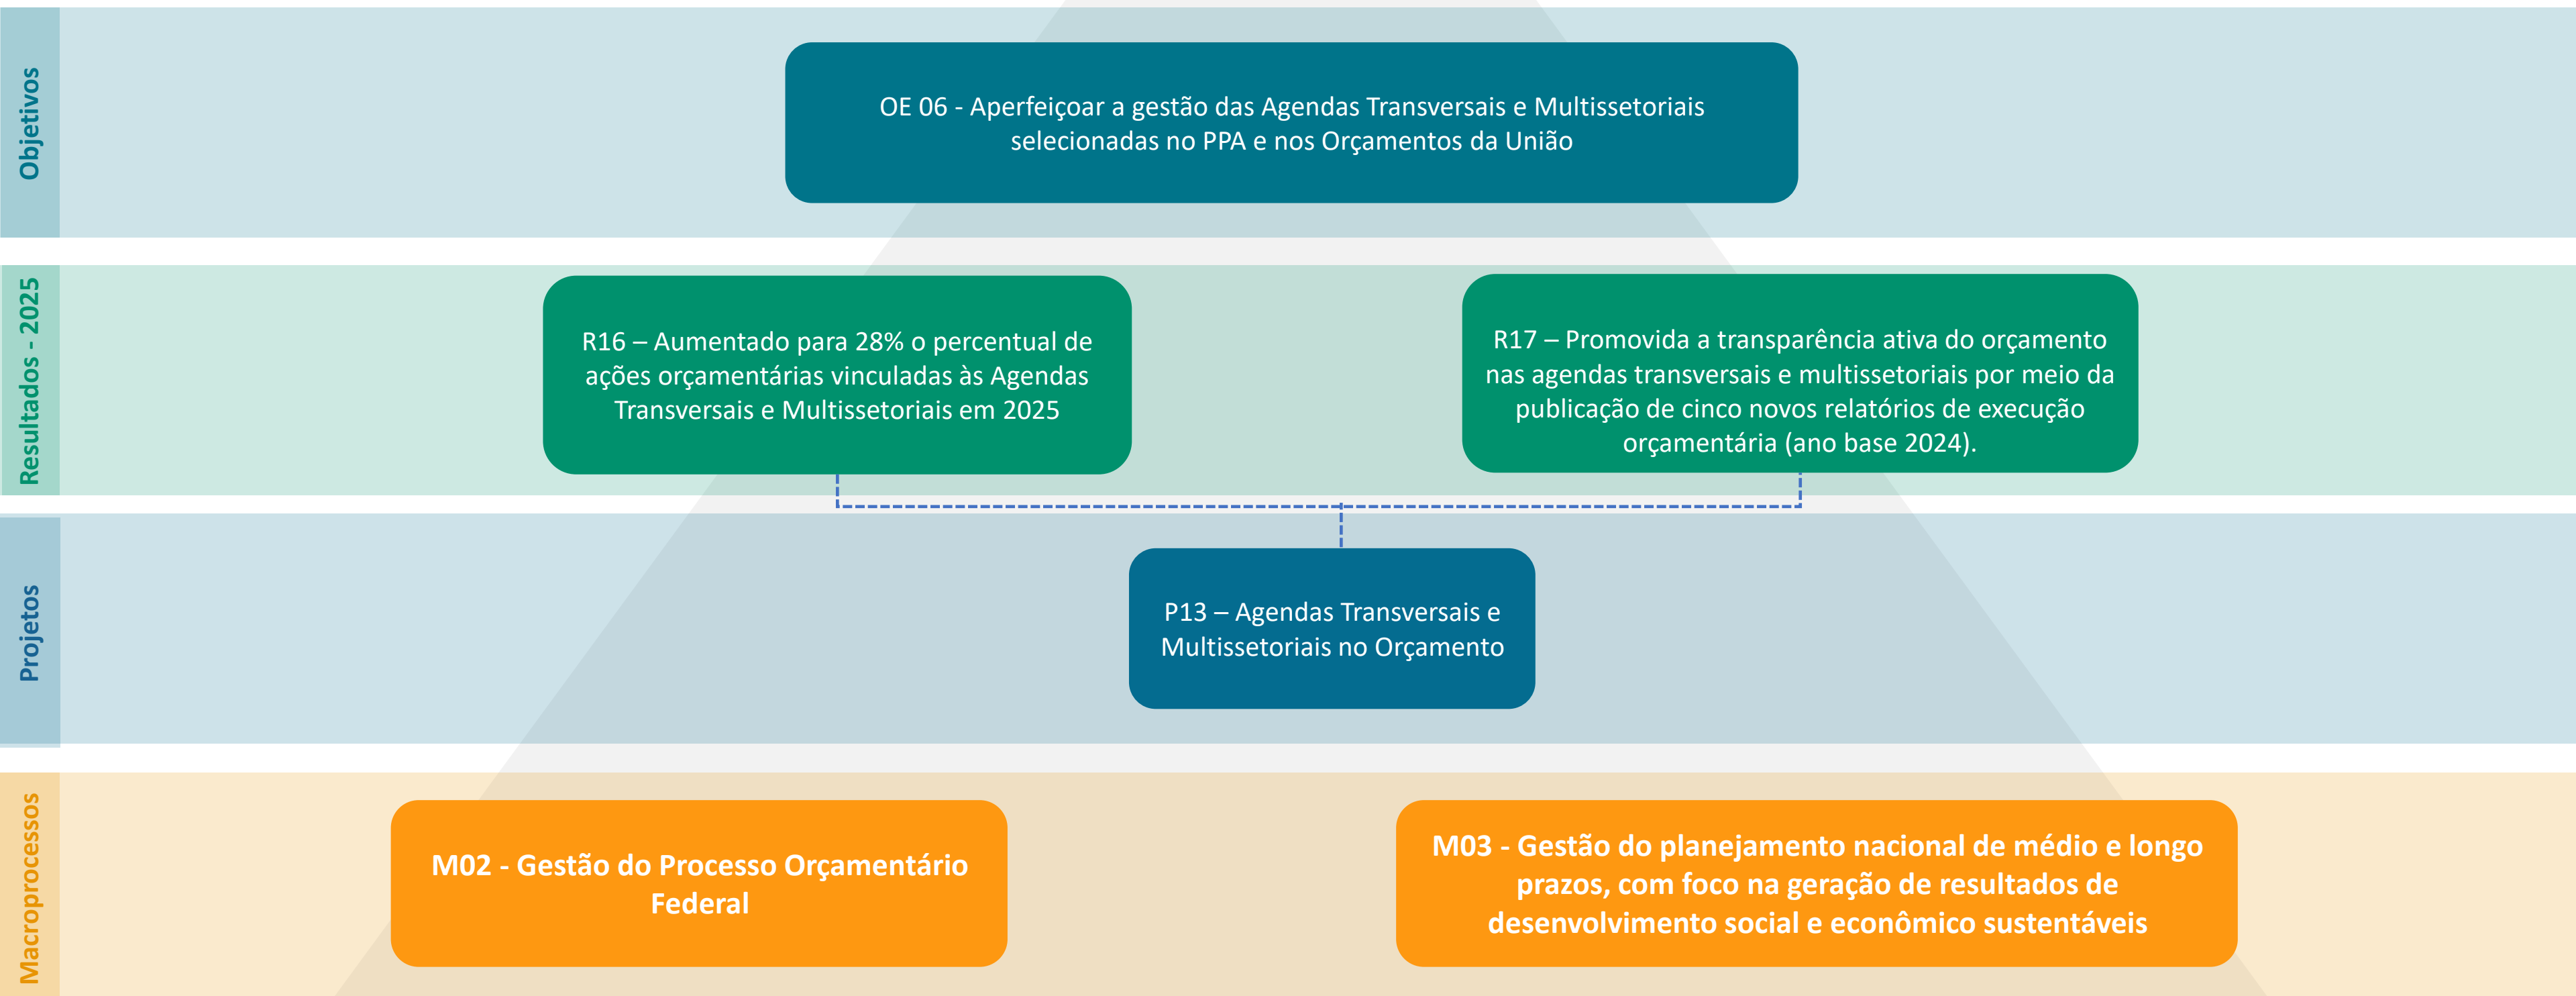 Objetivos
OE 06 - Aperfeiçoar a gestão das Agendas Transversais e Multissetoriais
selecionadas no PPA e nos Orçamentos da União
Resultados - 2025
R16 – Aumentado para 28% o percentual de
ações orçamentárias vinculadas às Agendas
Transversais e Multissetoriais em 2025
R17 – Promovida a transparência ativa do orçamento
nas agendas transversais e multissetoriais por meio da
publicação de cinco novos relatórios de execução
orçamentária (ano base 2024).
Projetos
P13 – Agendas Transversais e
Multissetoriais no Orçamento
Macroprocessos
M02 - Gestão do Processo Orçamentário
Federal
M03 - Gestão do planejamento nacional de médio e longo
prazos, com foco na geração de resultados de
desenvolvimento social e econômico sustentáveis